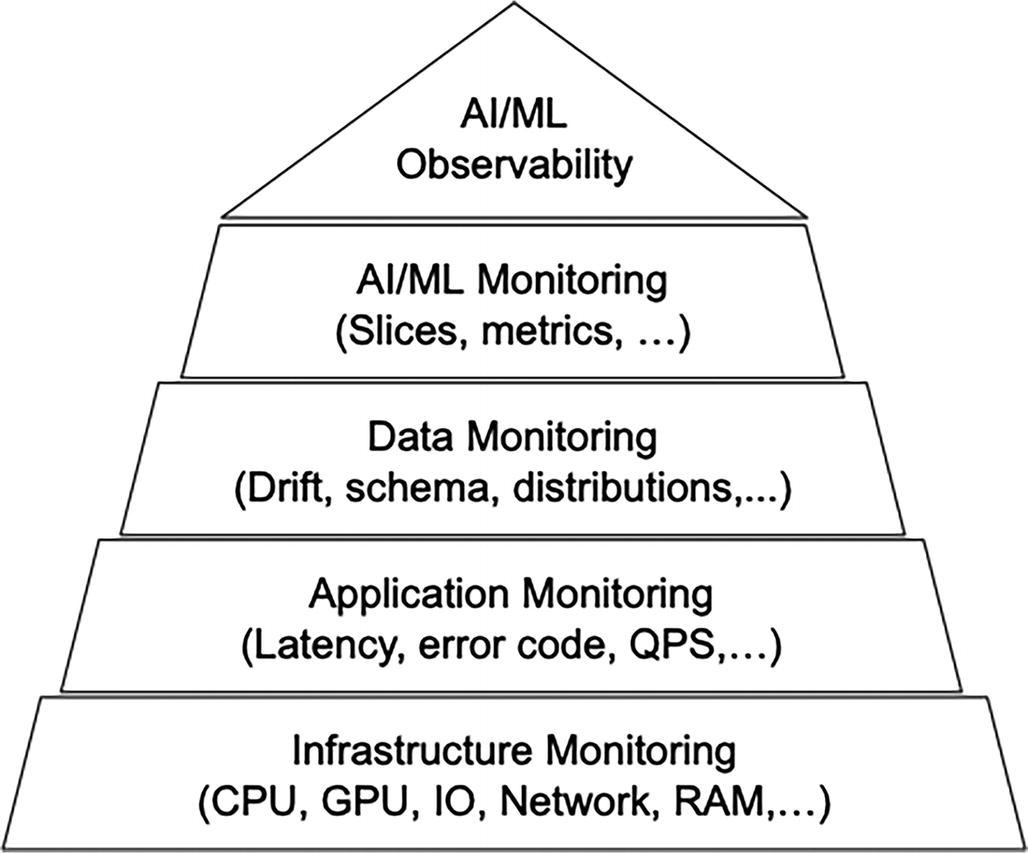 AI/ML
Observability
AI/ML Monitoring
(Slices, metrics, …)
Data Monitoring
(Drift, schema, distributions,...)
Application Monitoring
(Latency, error code, QPS,…)
Infrastructure Monitoring
(CPU, GPU, IO, Network, RAM,…)